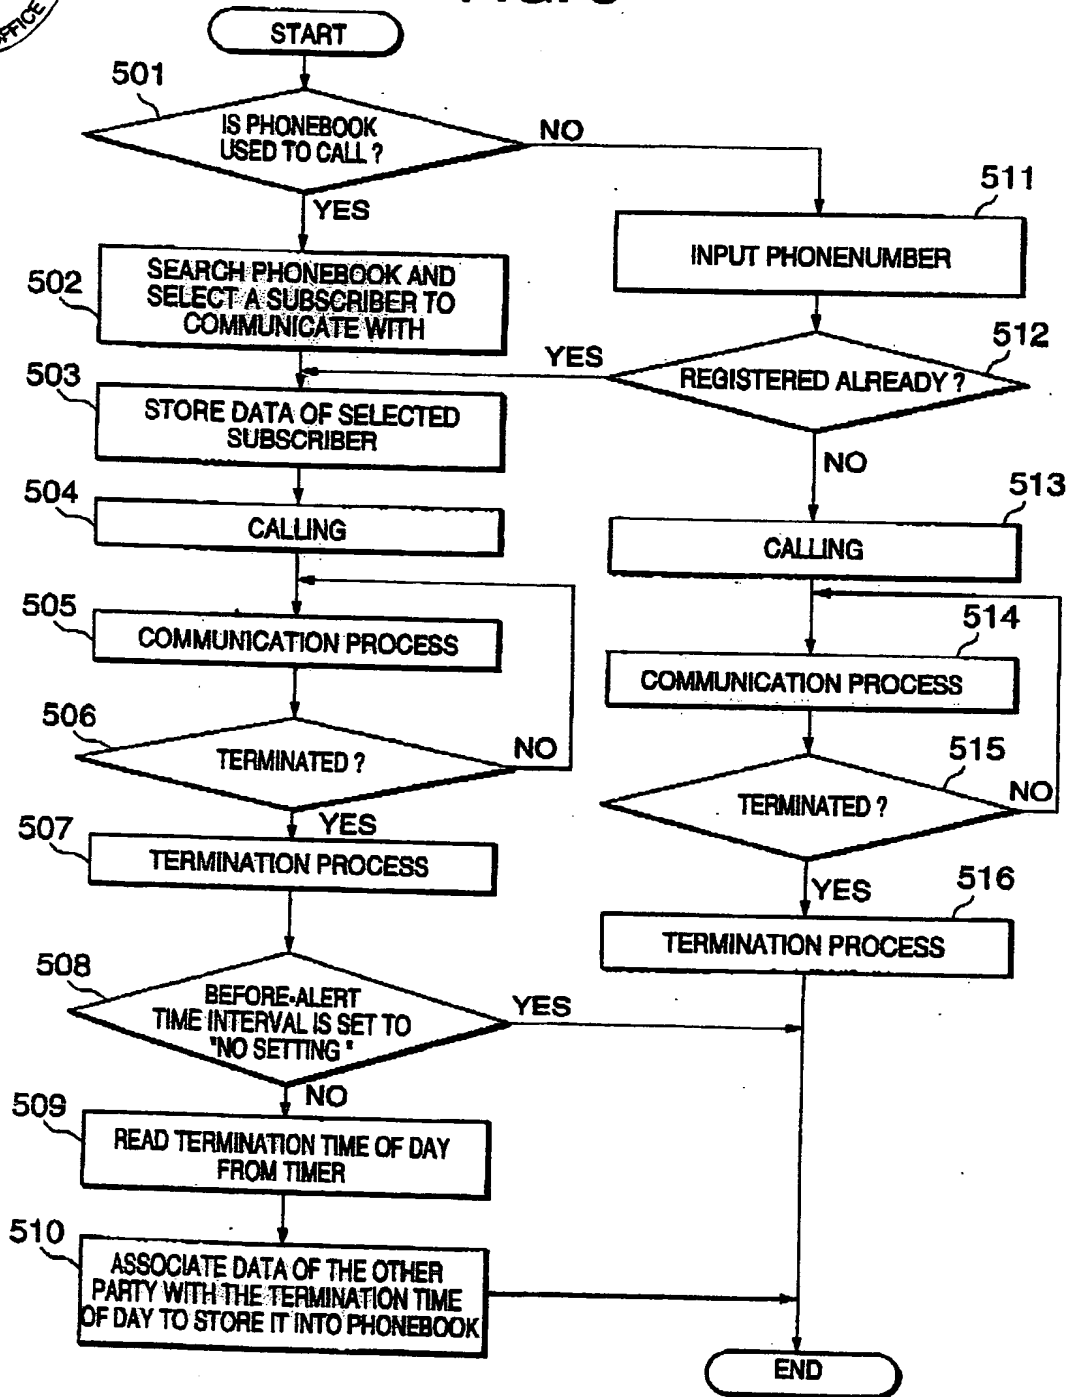 OFFICE
START
501
IS PHONEBOOK
USED TO CALL ?
NO
YES
511
INPUT PHONENUMBER
502
SEARCH PHONEBOOK AND
SELECT A SUBSCRIBER TO
COMMUNICATE WITH
512
REGISTERED ALREADY ?
YES
NO
503
STORE DATA OF SELECTED
SUBSCRIBER
504
CALLING
513
CALLING
505
COMMUNICATION PROCESS
514
COMMUNICATION PROCESS
506
TERMINATED ?
NO
YES
515
TERMINATED ?
NO
YES
507
TERMINATION PROCESS
516
TERMINATION PROCESS
508
BEFORE-ALERT
TIME INTERVAL IS SET TO
"NO SETTING"
YES
NO
509
READ TERMINATION TIME OF DAY
FROM TIMER
510
ASSOCIATE DATA OF THE OTHER
PARTY WITH THE TERMINATION TIME
OF DAY TO STORE IT INTO PHONEBOOK
END